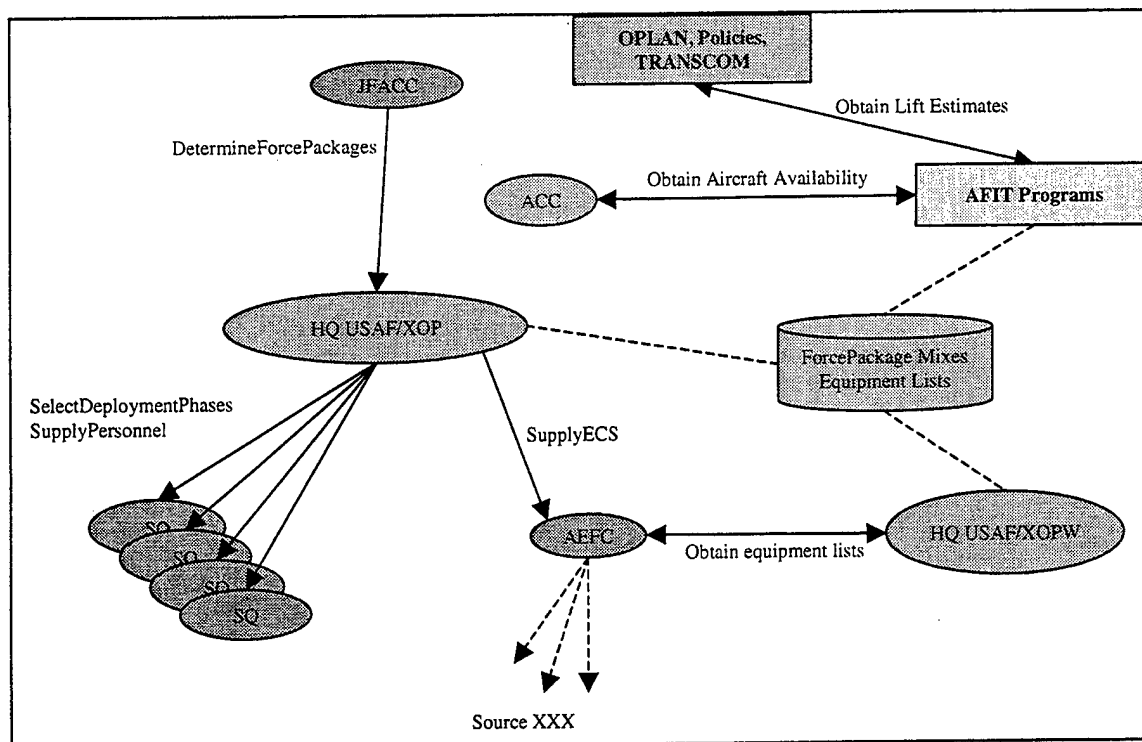 OPLAN, Policies,
TRANSCOM
JFACC
Obtain Lift Estimates
DetermineForcePackages
Obtain Aircraft Availability
ACC
AFIT Programs
HQ USAF/XOP
ForcePackage Mixes
Equipment Lists
SelectDeploymentPhases
SupplyPersonnel
SupplyECS
SQ
SQ
SQ
SQ
AEFC
Obtain equipment lists
HQ USAF/XOPW
Source XXX